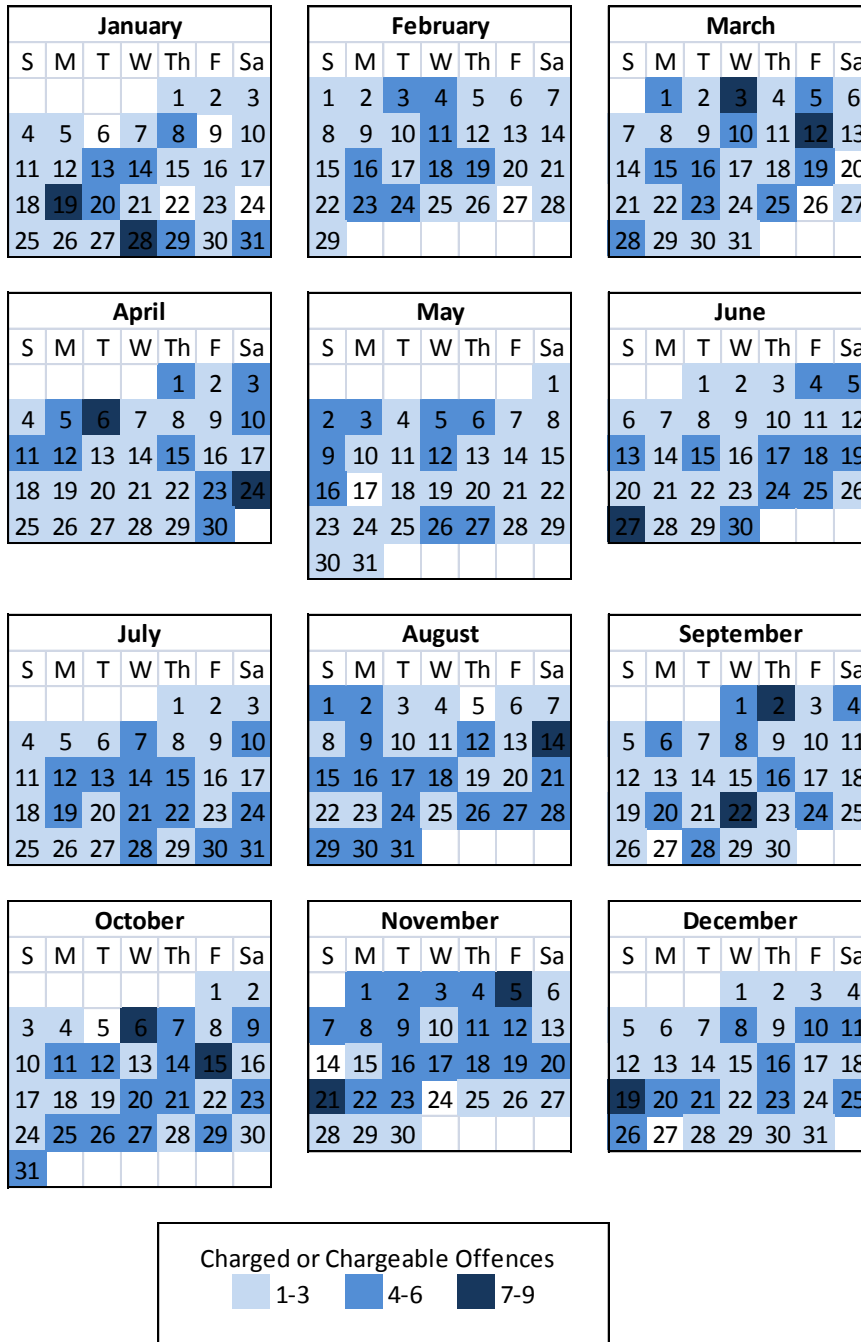 January
S M T W Th F Sa
1 2 3
4 5 6 7 8 9 10
11 12 13 14 15 16 17
18 19 20 21 22 23 24
25 26 27 28 29 30 31
February
S M T W Th F Sa
1 2 3 4 5 6 7
8 9 10 11 12 13 14
15 16 17 18 19 20 21
22 23 24 25 26 27 28
29
March
S M T W Th F Sa
1 2 3 4 5 6
7 8 9 10 11 12 13
14 15 16 17 18 19 20
21 22 23 24 25 26 27
28 29 30 31
April
S M T W Th F Sa
1 2 3
4 5 6 7 8 9 10
11 12 13 14 15 16 17
18 19 20 21 22 23 24
25 26 27 28 29 30
May
S M T W Th F Sa
1
2 3 4 5 6 7 8
9 10 11 12 13 14 15
16 17 18 19 20 21 22
23 24 25 26 27 28 29
30 31
June
S M T W Th F Sa
1 2 3 4 5
6 7 8 9 10 11 12
13 14 15 16 17 18 19
20 21 22 23 24 25 26
27 28 29 30
July
S M T W Th F Sa
1 2 3
4 5 6 7 8 9 10
11 12 13 14 15 16 17
18 19 20 21 22 23 24
25 26 27 28 29 30 31
August
S M T W Th F Sa
1 2 3 4 5 6 7
8 9 10 11 12 13 14
15 16 17 18 19 20 21
22 23 24 25 26 27 28
29 30 31
September
S M T W Th F Sa
1 2 3 4
5 6 7 8 9 10 11
12 13 14 15 16 17 18
19 20 21 22 23 24 25
26 27 28 29 30
October
S M T W Th F Sa
1 2
3 4 5 6 7 8 9
10 11 12 13 14 15 16
17 18 19 20 21 22 23
24 25 26 27 28 29 30
31
November
S M T W Th F Sa
1 2 3 4 5 6
7 8 9 10 11 12 13
14 15 16 17 18 19 20
21 22 23 24 25 26 27
28 29 30
December
S M T W Th F Sa
1 2 3 4
5 6 7 8 9 10 11
12 13 14 15 16 17 18
19 20 21 22 23 24 25
26 27 28 29 30 31
Charged or Chargeable Offences
1-3 4-6 7-9